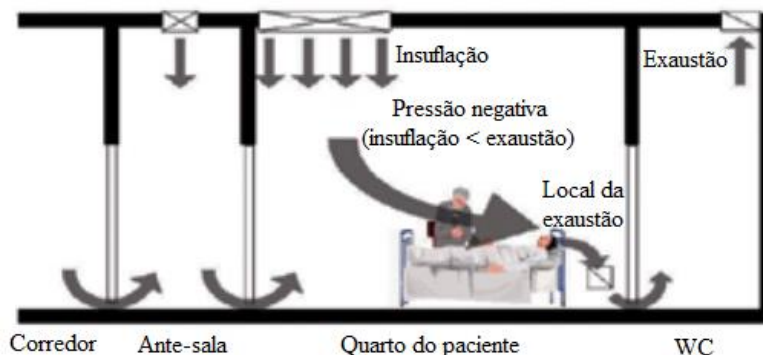 Insuflação
Exaustão
Pressão negativa
(insuflação < exaustão)
Local da
exaustão
Corredor
Ante-sala
Quarto do paciente
WC